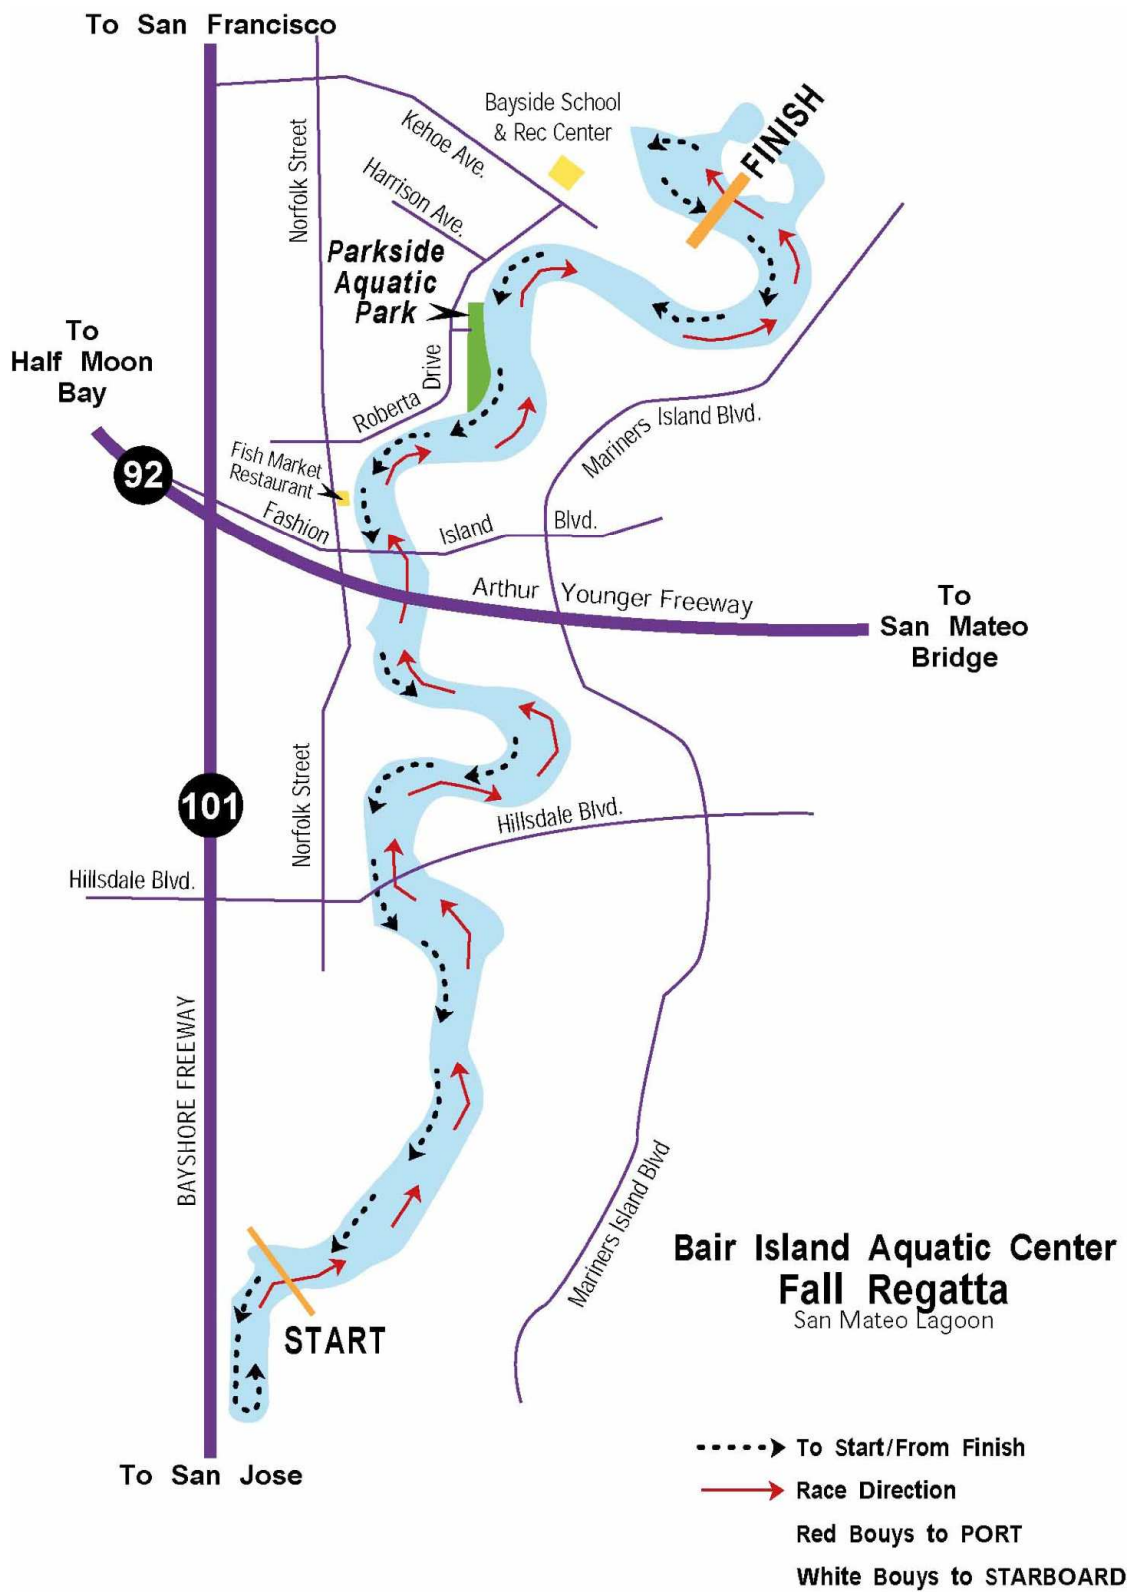 To San Francisco
Bayside School
& Rec Center
FINISH
Kehoe Ave.
Norfolk Street
Harrison Ave.
Parkside
Aquatic
Park
To
Half Moon
Bay
Drive
Roberta
Mariners Island Blvd.
Fish Market
Restaurant
92
Fashion Island Blvd.
Arthur Younger Freeway
To
San Mateo
Bridge
Norfolk Street
101
Hillsdale Blvd.
Hillsdale Blvd.
BAYSHORE FREEWAY
Mariners Island Blvd
Bair Island Aquatic Center
Fall Regatta
San Mateo Lagoon
START
To San Jose
To Start/From Finish
Race Direction
Red Bouys to PORT
White Bouys to STARBOARD